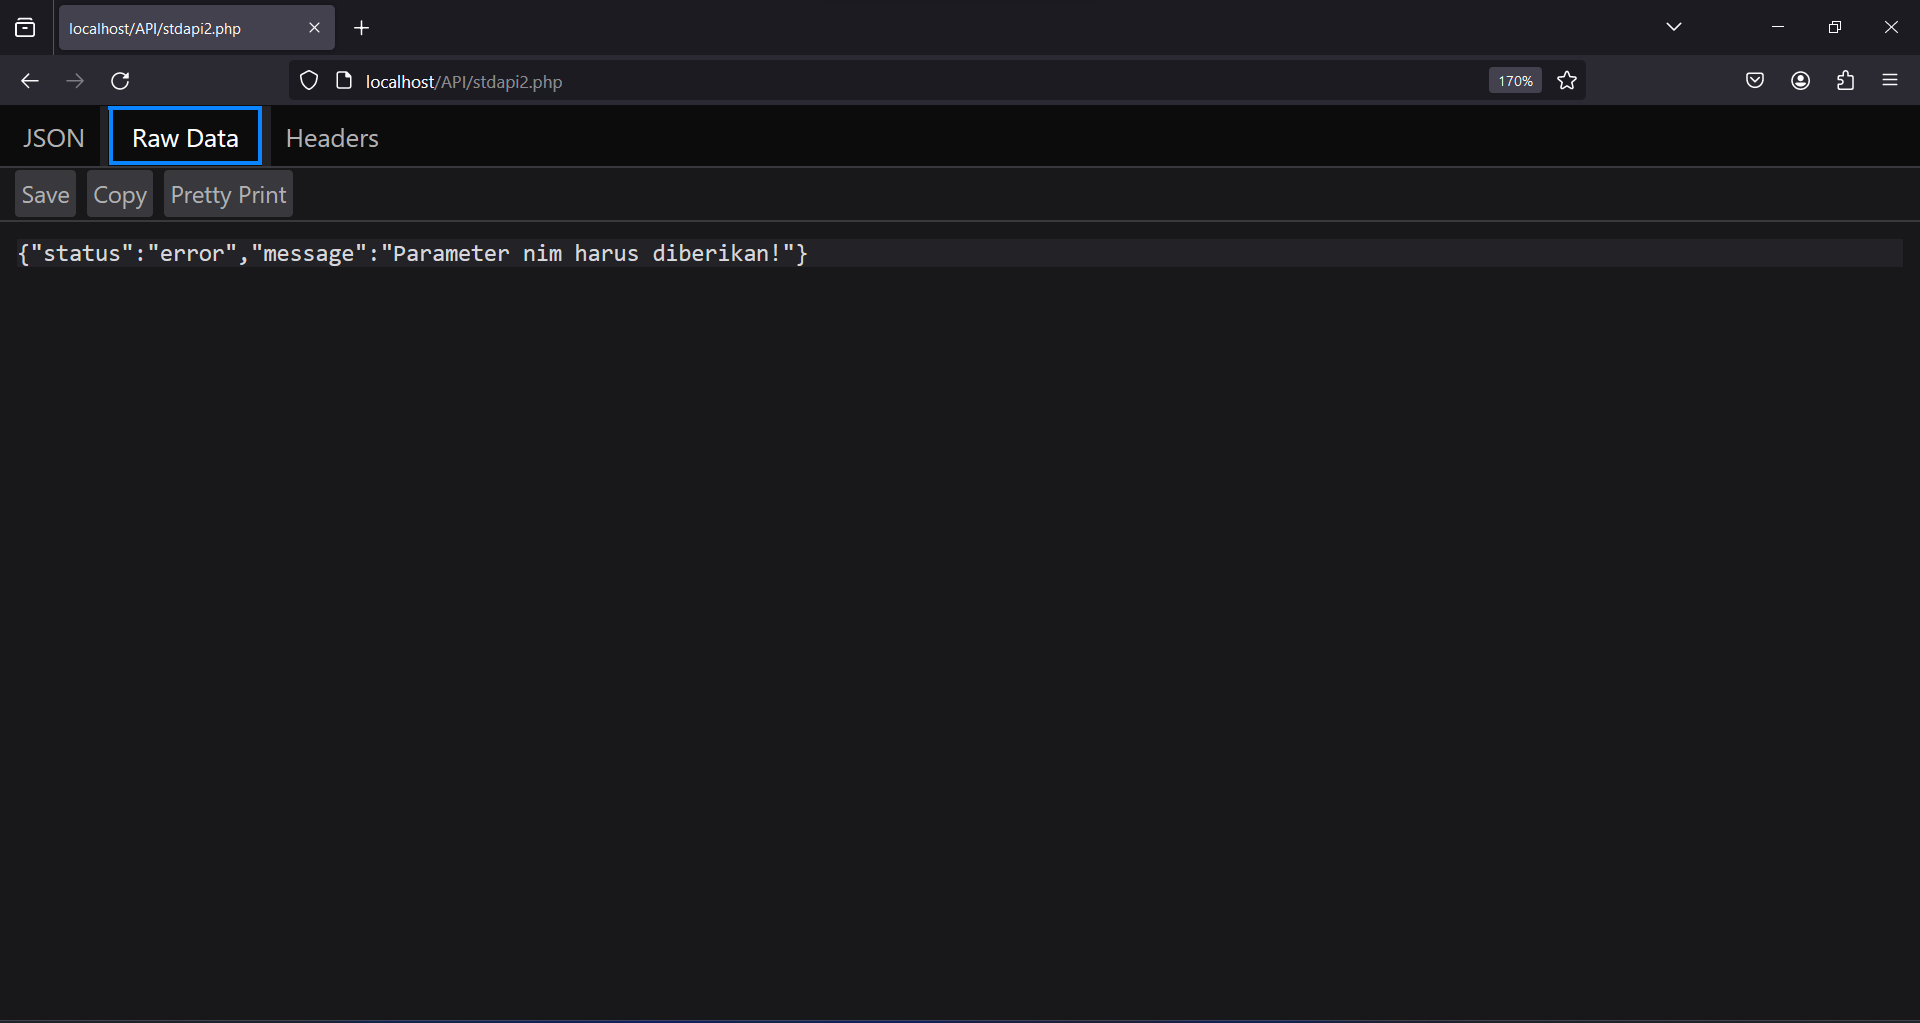 localhost/API/stdapi2.php
localhost/API/stdapi2.php
170%
JSON
Raw Data
Headers
Save
Copy
Pretty Print
{"status":"error","message":"Parameter nim harus diberikan!"}